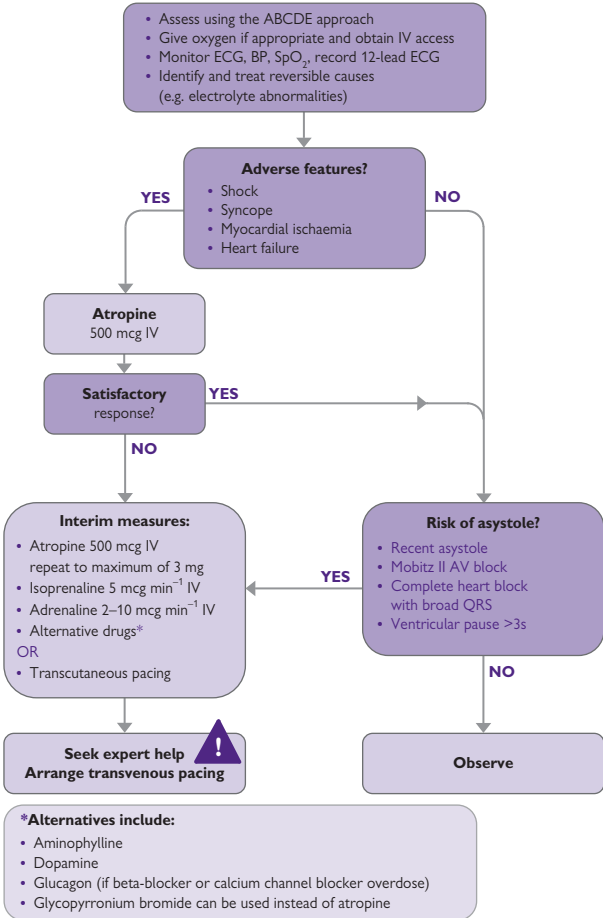 • Assess using the ABCDE approach
• Give oxygen if appropriate and obtain IV access
• Monitor ECG, BP, SpO₂, record 12-lead ECG
• Identify and treat reversible causes
(e.g. electrolyte abnormalities)
Adverse features?
• Shock
• Syncope
• Myocardial ischaemia
• Heart failure
YES
NO
Atropine
500 mcg IV
Satisfactory
response?
YES
NO
Interim measures:
• Atropine 500 mcg IV
repeat to maximum of 3 mg
• Isoprenaline 5 mcg min⁻¹ IV
• Adrenaline 2–10 mcg min⁻¹ IV
• Alternative drugs*
OR
• Transcutaneous pacing
YES
Risk of asystole?
• Recent asystole
• Mobitz II AV block
• Complete heart block
with broad QRS
• Ventricular pause >3s
NO
Seek expert help
Arrange transvenous pacing
!
Observe
*Alternatives include:
• Aminophylline
• Dopamine
• Glucagon (if beta-blocker or calcium channel blocker overdose)
• Glycopyrronium bromide can be used instead of atropine